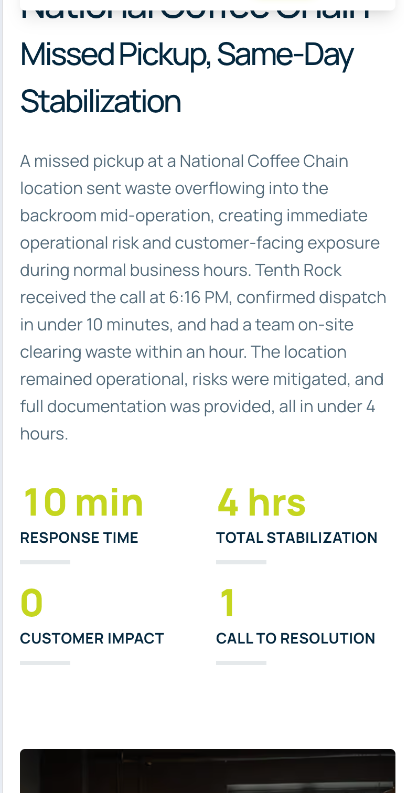 National Coffee Chain
Missed Pickup, Same-Day
Stabilization
A missed pickup at a National Coffee Chain
location sent waste overflowing into the
backroom mid-operation, creating immediate
operational risk and customer-facing exposure
during normal business hours. Tenth Rock
received the call at 6:16 PM, confirmed dispatch
in under 10 minutes, and had a team on-site
clearing waste within an hour. The location
remained operational, risks were mitigated, and
full documentation was provided, all in under 4
hours.
10 min
RESPONSE TIME
4 hrs
TOTAL STABILIZATION
0
CUSTOMER IMPACT
1
CALL TO RESOLUTION